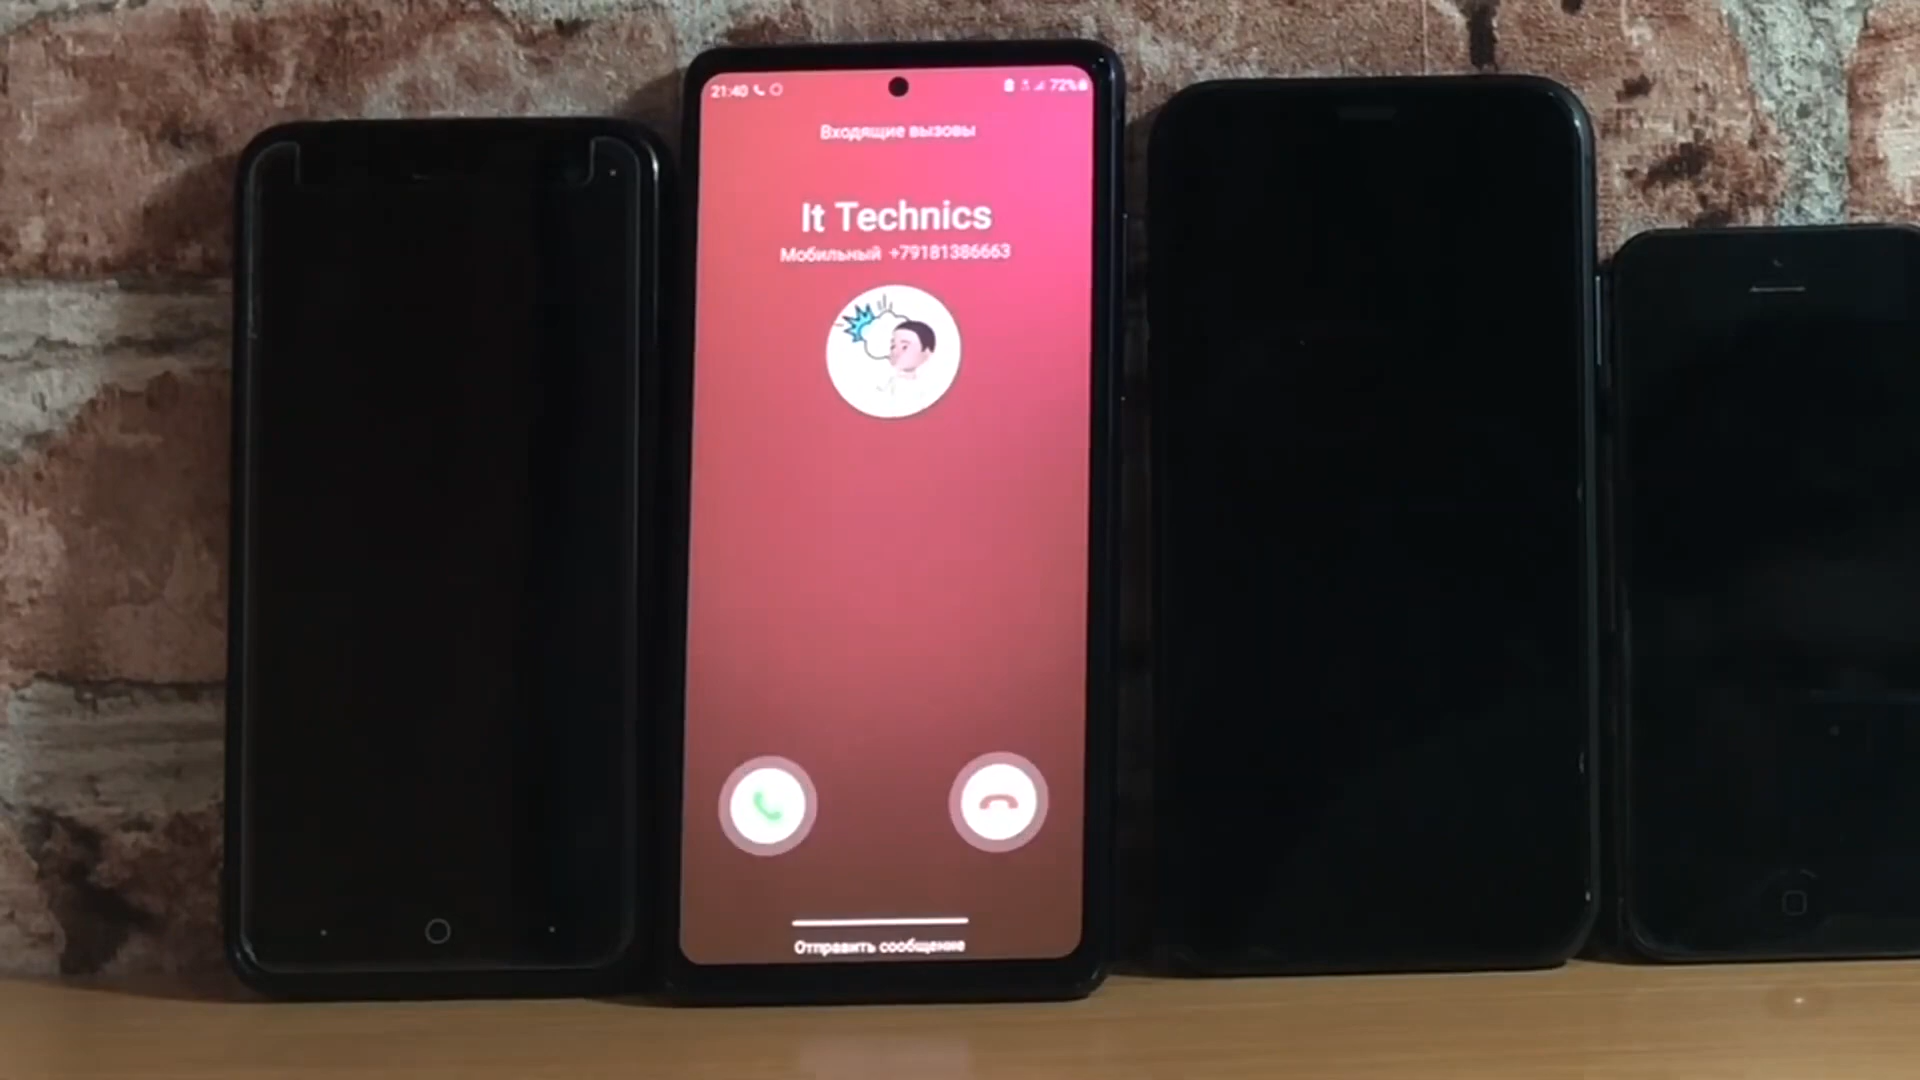 21:40
72%
Входящие вызовы
It Technics
Мобильный +79181386663
Отправить сообщение